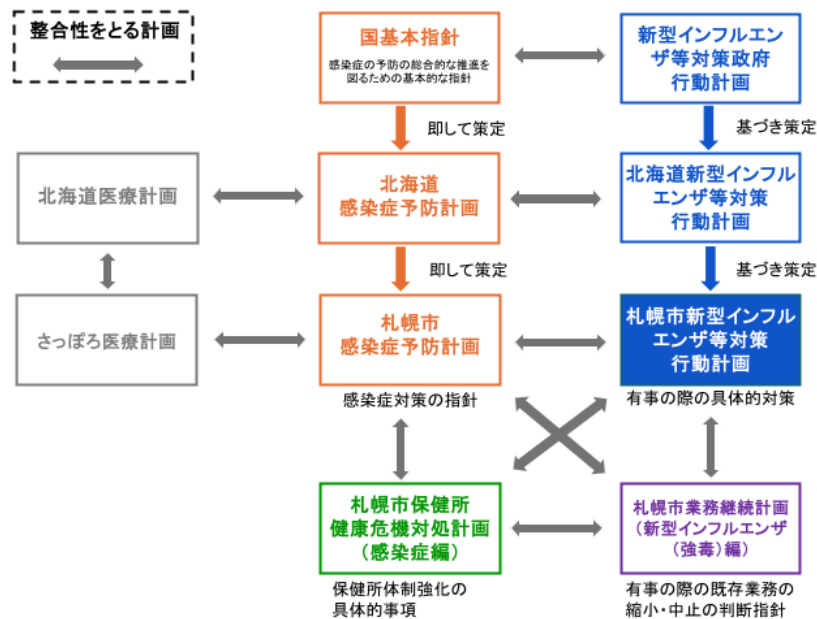 整合性をとる計画
国基本指針
感染症の予防の総合的な推進を
図るための基本的な指針
新型インフルエン
ザ等対策政府
行動計画
即して策定
基づき策定
北海道医療計画
北海道
感染症予防計画
北海道新型インフル
エンザ等対策
行動計画
即して策定
基づき策定
さっぽろ医療計画
札幌市
感染症予防計画
札幌市新型インフル
エンザ等対策
行動計画
感染症対策の指針
有事の際の具体的対策
札幌市保健所
健康危機対処計画
（感染症編）
札幌市業務継続計画
（新型インフルエンザ
（強毒）編）
保健所体制強化の
具体的事項
有事の際の既存業務の
縮小・中止の判断指針